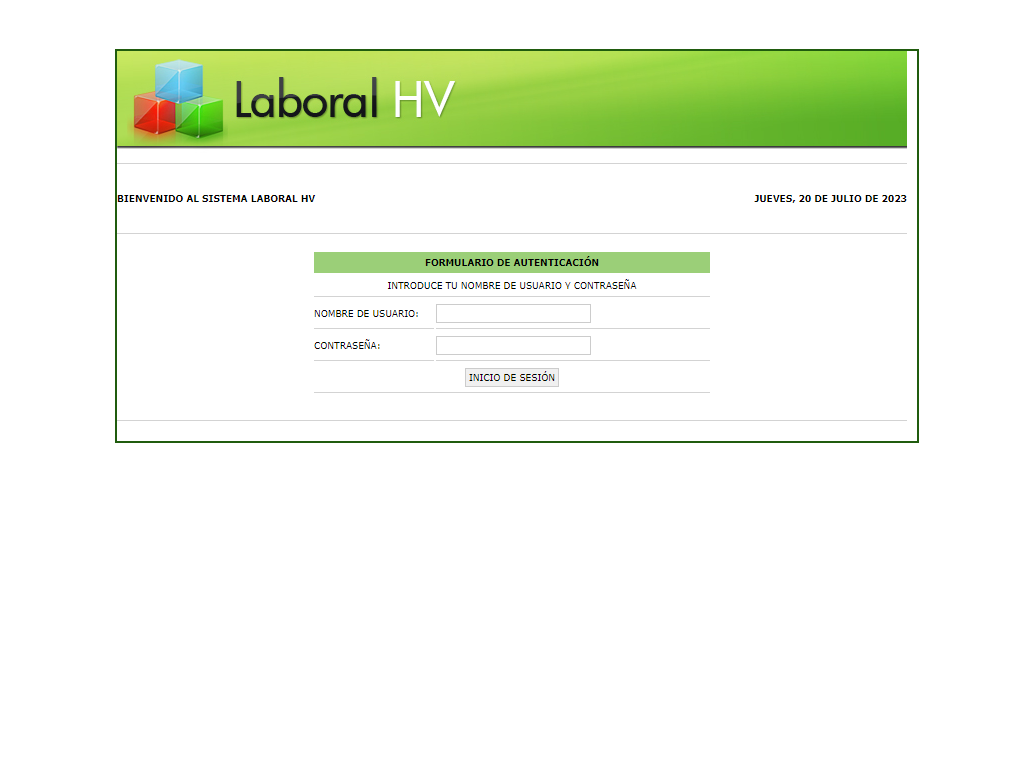 Laboral HV
BIENVENIDO AL SISTEMA LABORAL HV
JUEVES, 20 DE JULIO DE 2023
FORMULARIO DE AUTENTICACIÓN
INTRODUCE TU NOMBRE DE USUARIO Y CONTRASEÑA
NOMBRE DE USUARIO:
CONTRASEÑA:
INICIO DE SESIÓN